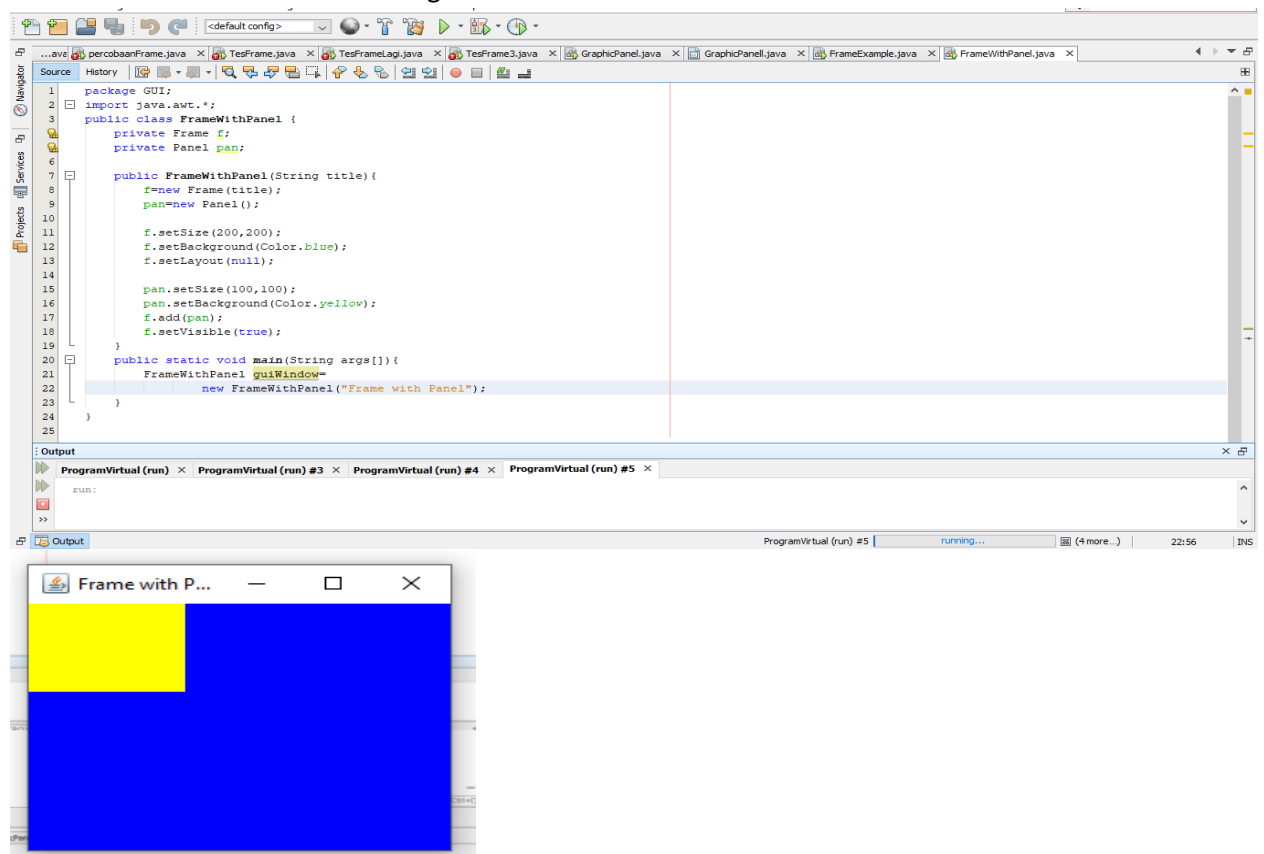 <default config>
...ava percobaanFrame.java TesFrame.java TesFrameLagi.java TesFrame3.java GraphicPanel.java GraphicPanell.java FrameExample.java FrameWithPanel.java
Source History
Navigator
Services
Projects
1 package GUI;
2 import java.awt.*;
3 public class FrameWithPanel {
private Frame f;
private Panel pan;
6
7 public FrameWithPanel(String title){
8 f=new Frame(title);
9 pan=new Panel();
10
11 f.setSize(200,200);
12 f.setBackground(Color.blue);
13 f.setLayout(null);
14
15 pan.setSize(100,100);
16 pan.setBackground(Color.yellow);
17 f.add(pan);
18 f.setVisible(true);
19 }
20 public static void main(String args[]){
21 FrameWithPanel guiWindow=
22 new FrameWithPanel("Frame with Panel");
23 }
24 }
25
Output
ProgramVirtual (run) ProgramVirtual (run) #3 ProgramVirtual (run) #4 ProgramVirtual (run) #5
run:
Output ProgramVirtual (run) #5 running... (4 more...) 22:56 INS
Frame with P...